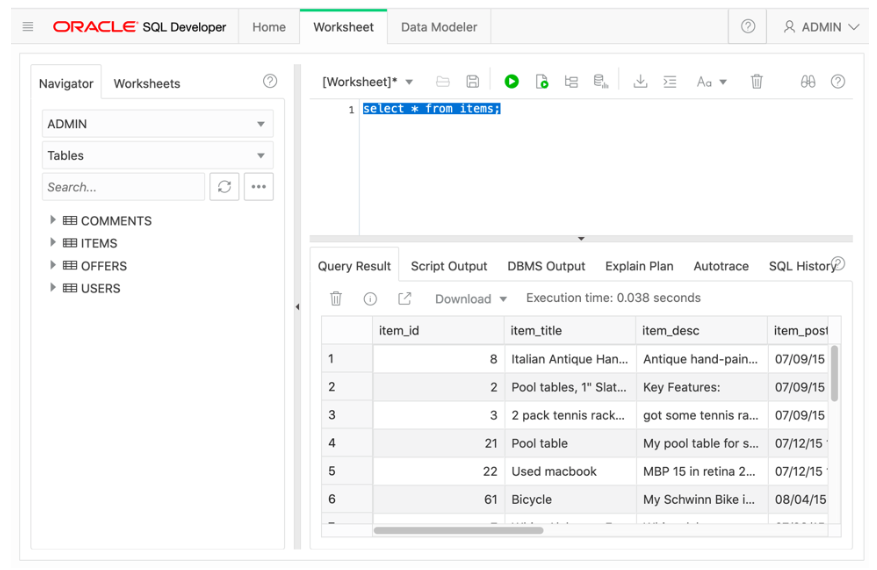 ORACLE SQL Developer Home Worksheet Data Modeler ADMIN
Navigator Worksheets
ADMIN
Tables
Search...
COMMENTS
ITEMS
OFFERS
USERS
[Worksheet]* Aa
1 select * from items;
Query Result Script Output DBMS Output Explain Plan Autotrace SQL History
Download Execution time: 0.038 seconds
item_id item_title item_desc item_post
1 8 Italian Antique Han... Antique hand-pain... 07/09/15
2 2 Pool tables, 1" Slat... Key Features: 07/09/15
3 3 2 pack tennis rack... got some tennis ra... 07/09/15
4 21 Pool table My pool table for s... 07/12/15
5 22 Used macbook MBP 15 in retina 2... 07/12/15
6 61 Bicycle My Schwinn Bike i... 08/04/15